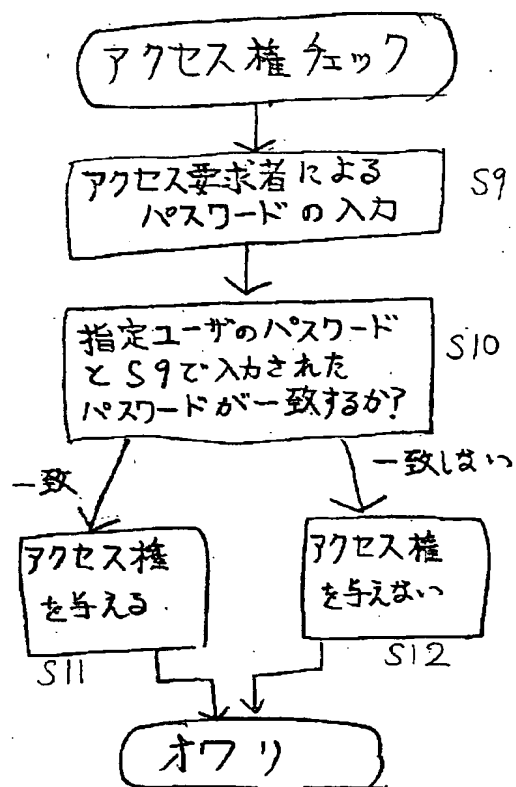 アクセス権チェック
アクセス要求者による
パスワードの入力
S9
指定ユーザのパスワード
とS9で入力された
パスワードが一致するか?
S10
一致
一致しない
アクセス権
を与える
S11
アクセス権
を与えない
S12
オワリ